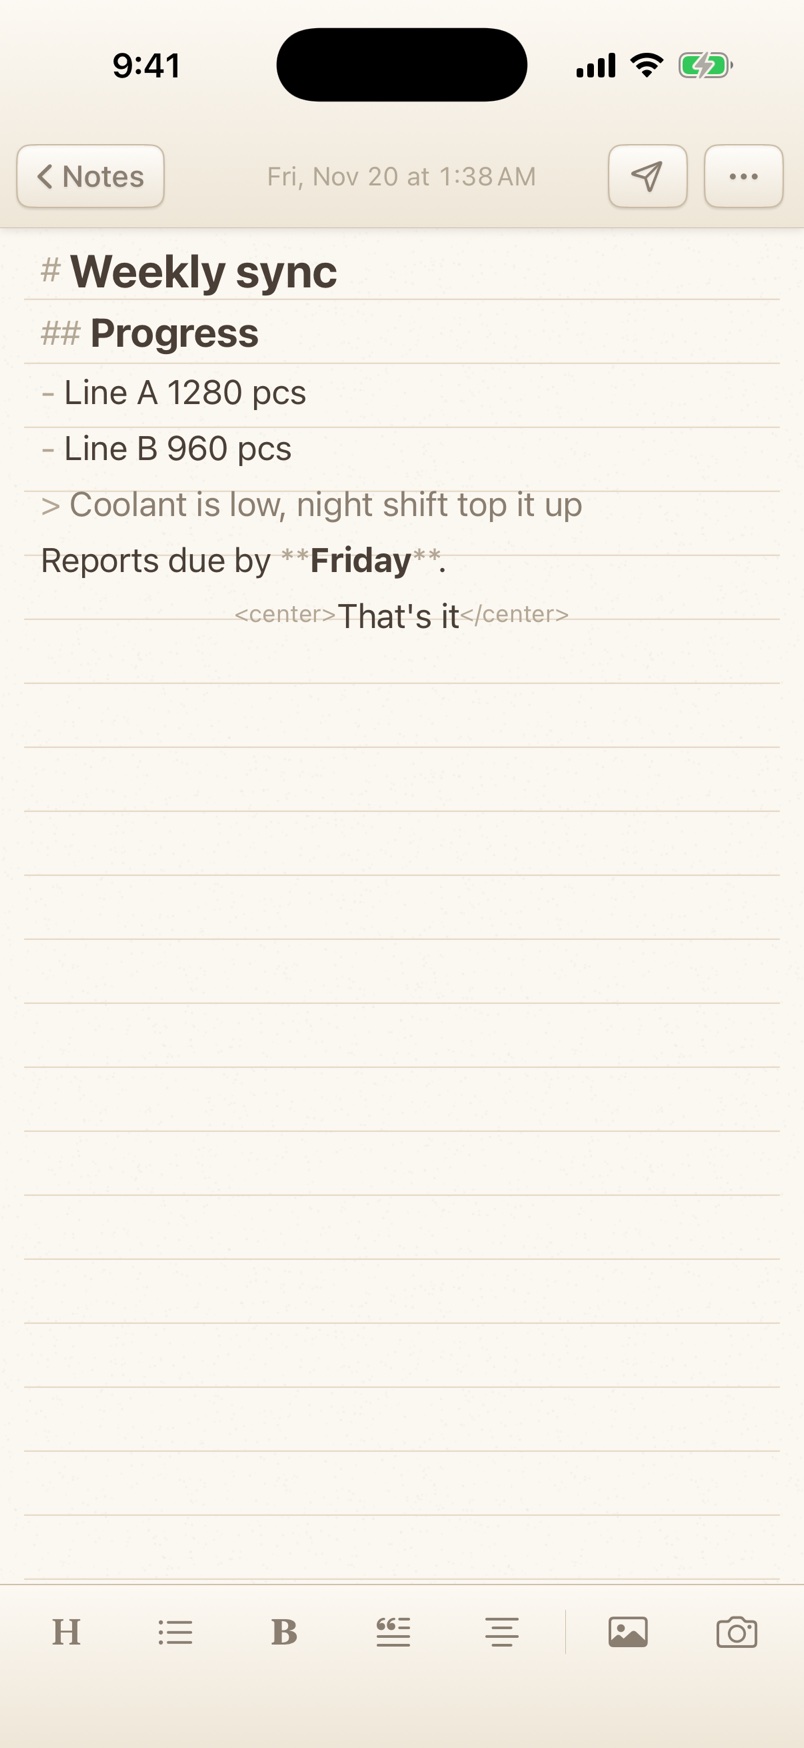 9:41
Notes
Fri, Nov 20 at 1:38 AM
# Weekly sync
## Progress
- Line A 1280 pcs
- Line B 960 pcs
> Coolant is low, night shift top it up
Reports due by **Friday**.
<center>That's it</center>
H B